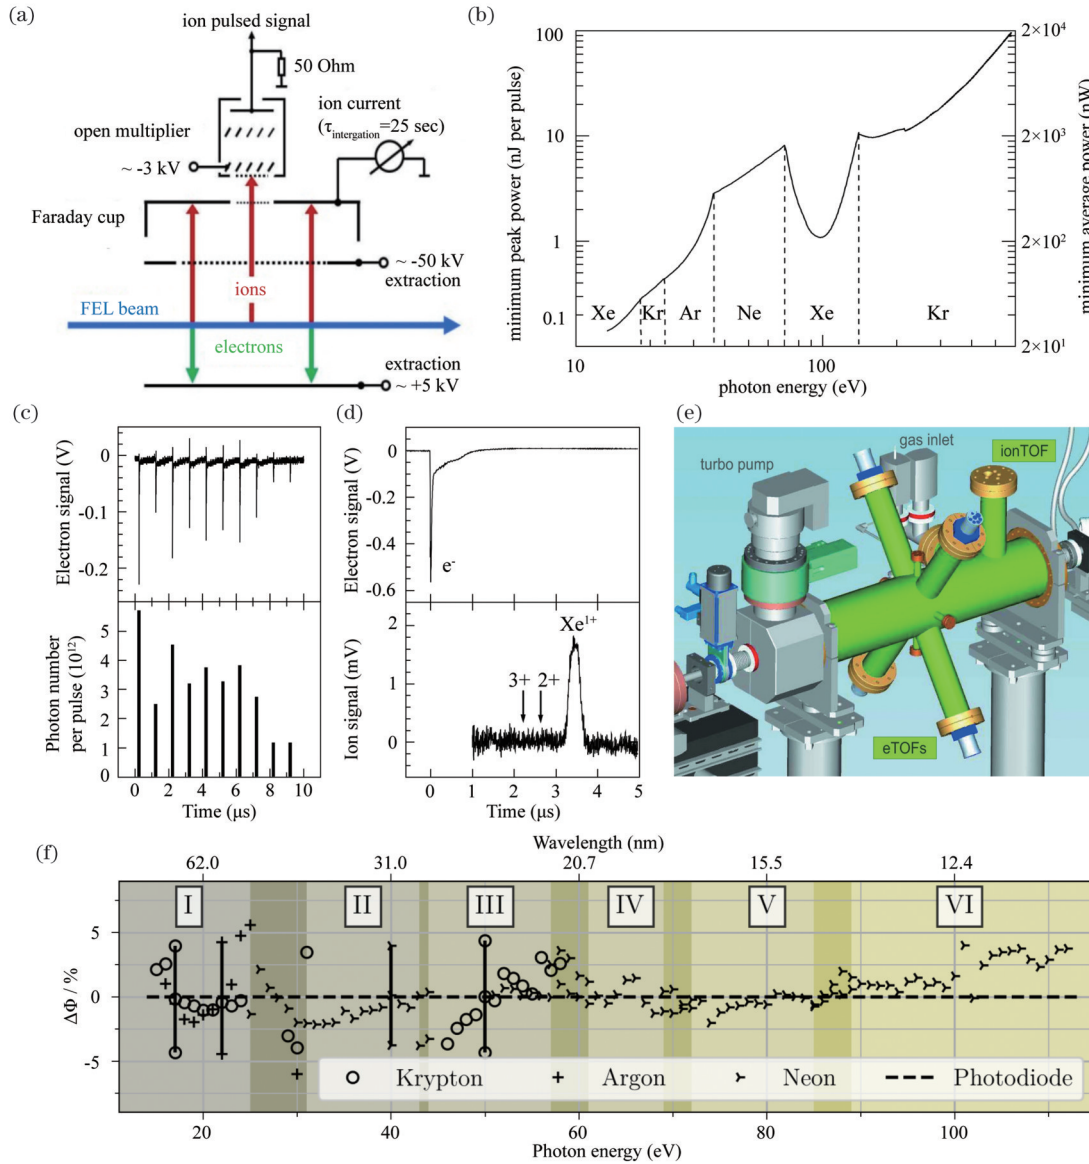 (a)
ion pulsed signal
50 Ohm
ion current
(τintergation=25 sec)
open multiplier
~ -3 kV
Faraday cup
~ -50 kV
extraction
ions
FEL beam
electrons
extraction
~ +5 kV
(b)
minimum peak power (nJ per pulse)
100
10
1
0.1
Xe
Kr
Ar
Ne
Xe
Kr
10
100
photon energy (eV)
2×10⁴
2×10³
2×10²
2×10¹
minimum average power (nW)
(c)
Electron signal (V)
0
-0.1
-0.2
Photon number
per pulse (10¹²)
5
4
3
2
1
0
0 2 4 6 8 10
Time (μs)
(d)
Electron signal (V)
0
-0.2
-0.4
-0.6
e⁻
Ion signal (mV)
2
1
0
Xe¹⁺
3+ 2+
0 1 2 3 4 5
Time (μs)
(e)
turbo pump
gas inlet
ionTOF
eTOFs
(f)
Wavelength (nm)
62.0 31.0 20.7 15.5 12.4
I II III IV V VI
ΔΦ / %
5
0
-5
Krypton Argon Neon Photodiode
20 40 60 80 100
Photon energy (eV)